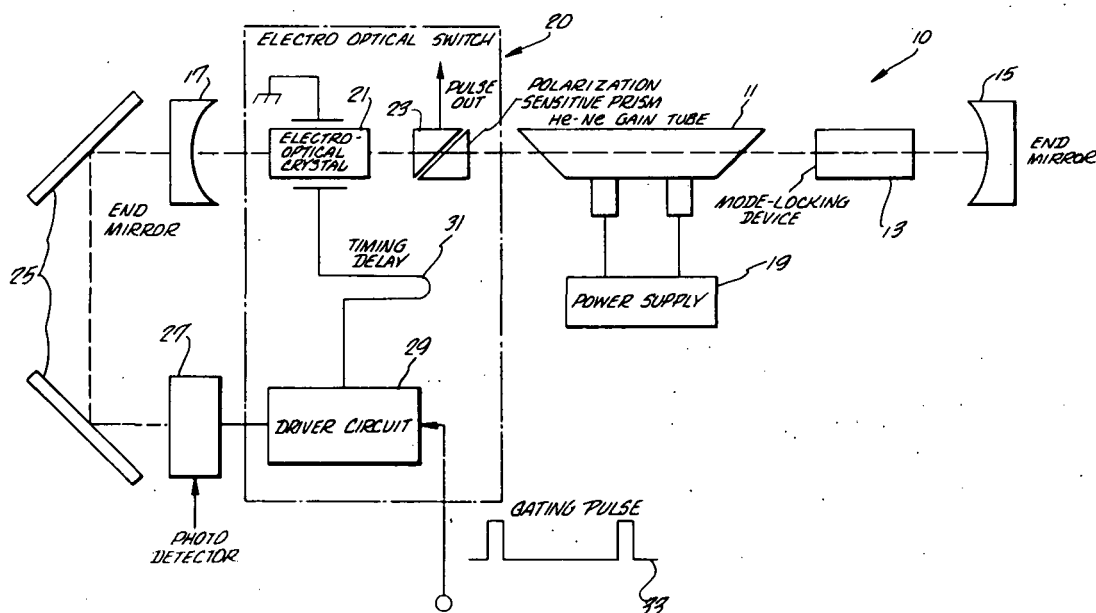 ELECTRO OPTICAL SWITCH
20
10
17
21
23
PULSE
OUT
POLARIZATION
SENSITIVE PRISM
He-Ne GAIN TUBE
11
15
ELECTRO-
OPTICAL
CRYSTAL
END
MIRROR
END
MIRROR
MODE-LOCKING
DEVICE
13
25
TIMING
DELAY
31
19
POWER SUPPLY
27
29
DRIVER CIRCUIT
GATING PULSE
PHOTO
DETECTOR
33